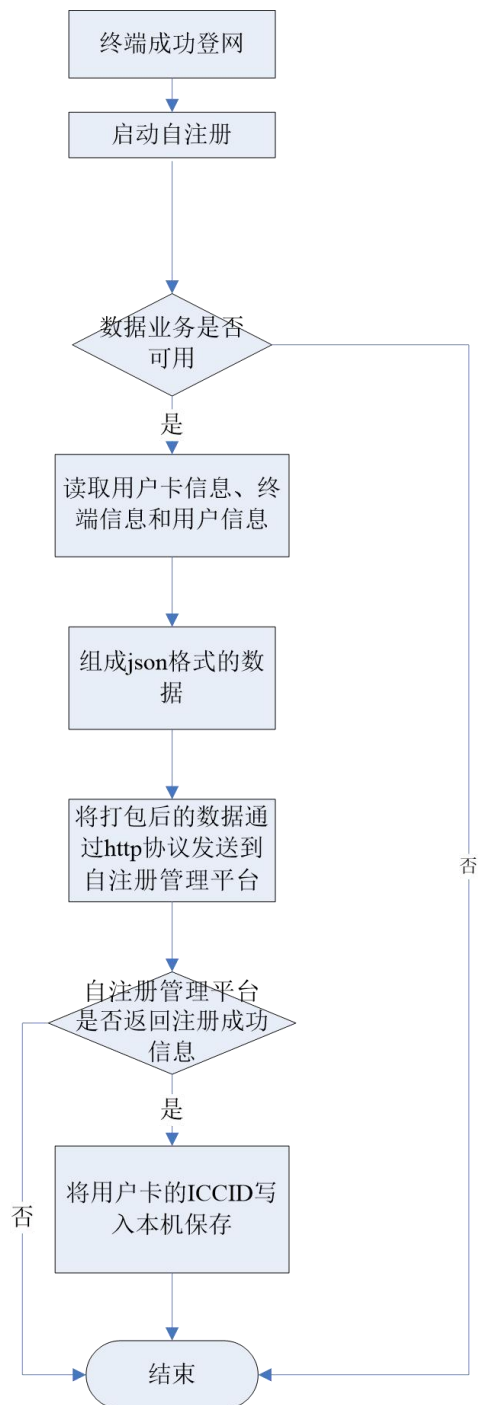 终端成功登网
启动自注册
数据业务是否
可用
是
读取用户卡信息、终
端信息和用户信息
组成json格式的数
据
将打包后的数据通
过http协议发送到
自注册管理平台
否
自注册管理平台
是否返回注册成功
信息
是
将用户卡的ICCID写
入本机保存
否
结束